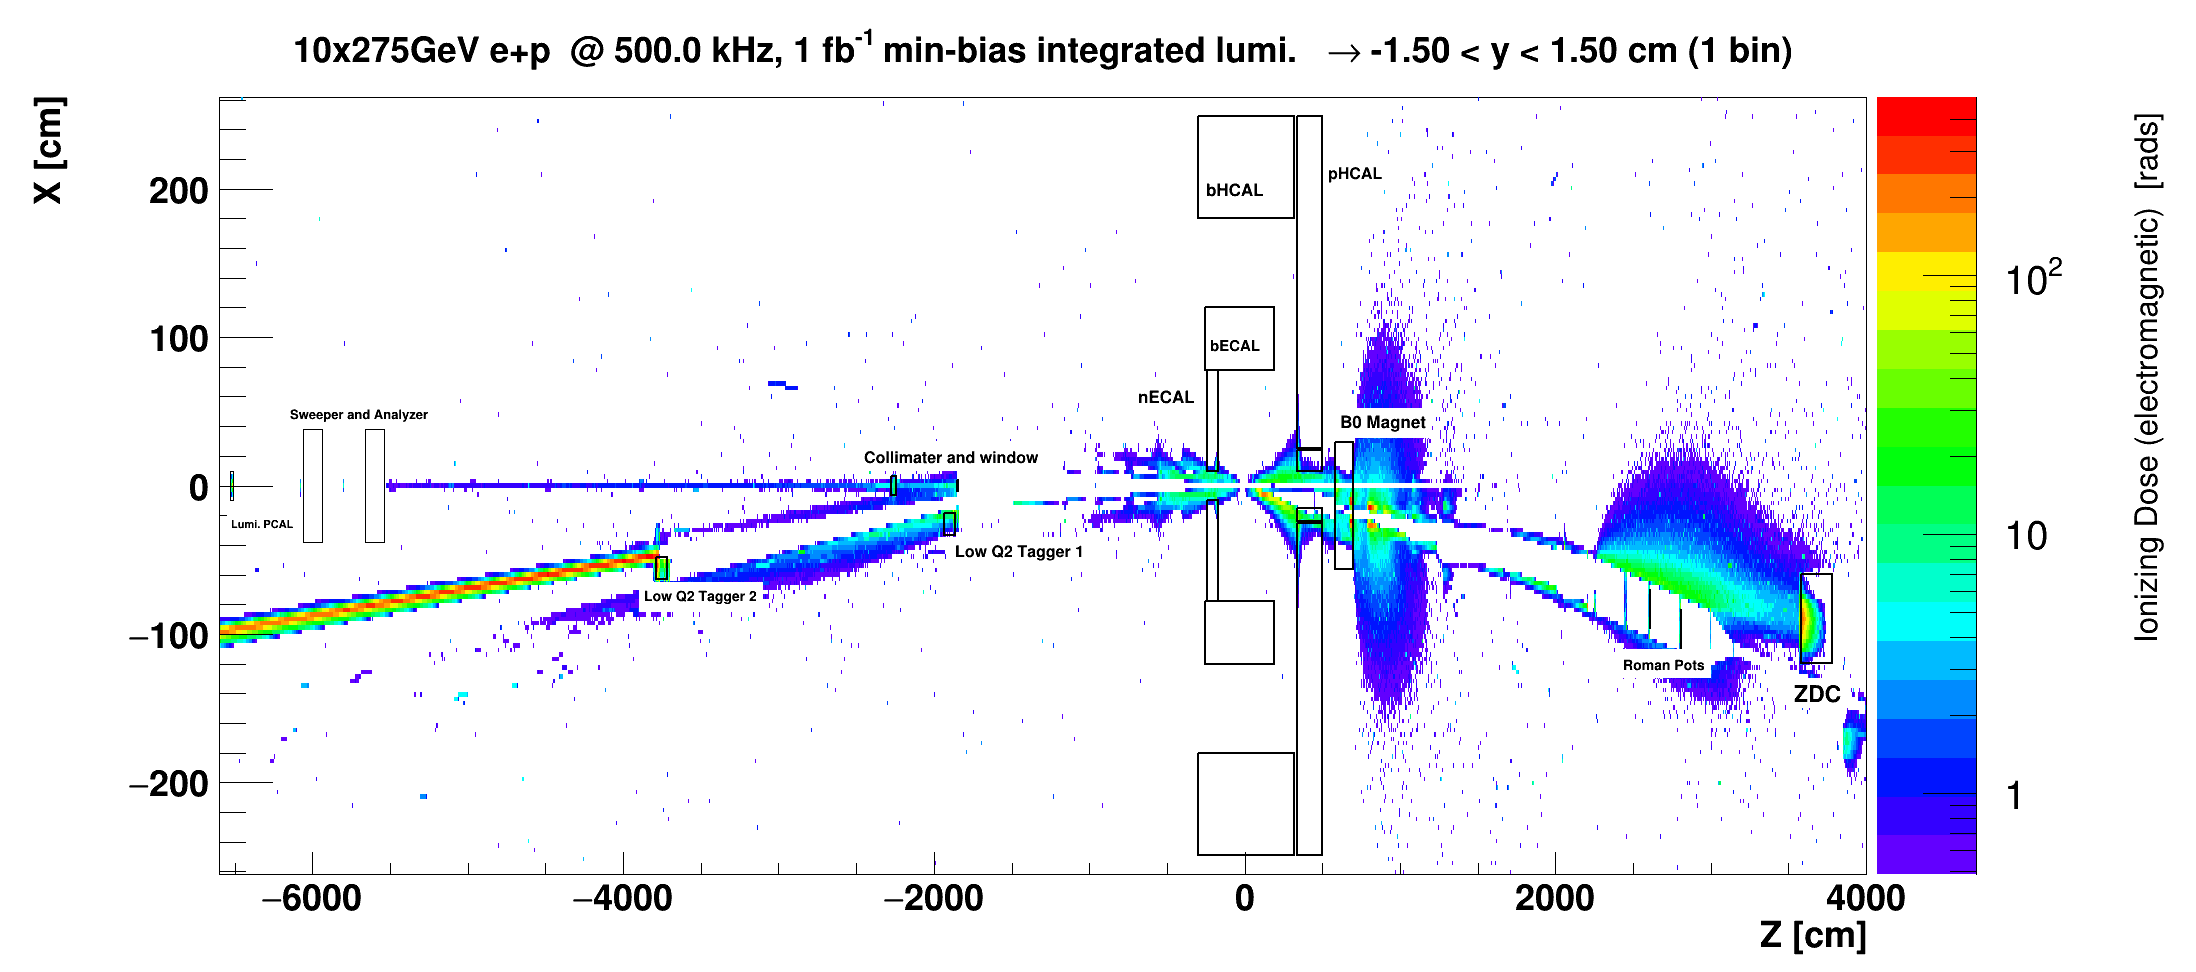 10x275GeV e+p @ 500.0 kHz, 1 fb-1 min-bias integrated lumi. → -1.50 < y < 1.50 cm (1 bin)
X [cm]
200
100
0
−100
−200
bHCAL
pHCAL
bECAL
nECAL
B0 Magnet
Sweeper and Analyzer
Collimater and window
Lumi. PCAL
Low Q2 Tagger 1
Low Q2 Tagger 2
Roman Pots
ZDC
−6000
−4000
−2000
0
2000
4000
Z [cm]
10²
10
1
Ionizing Dose (electromagnetic) [rads]